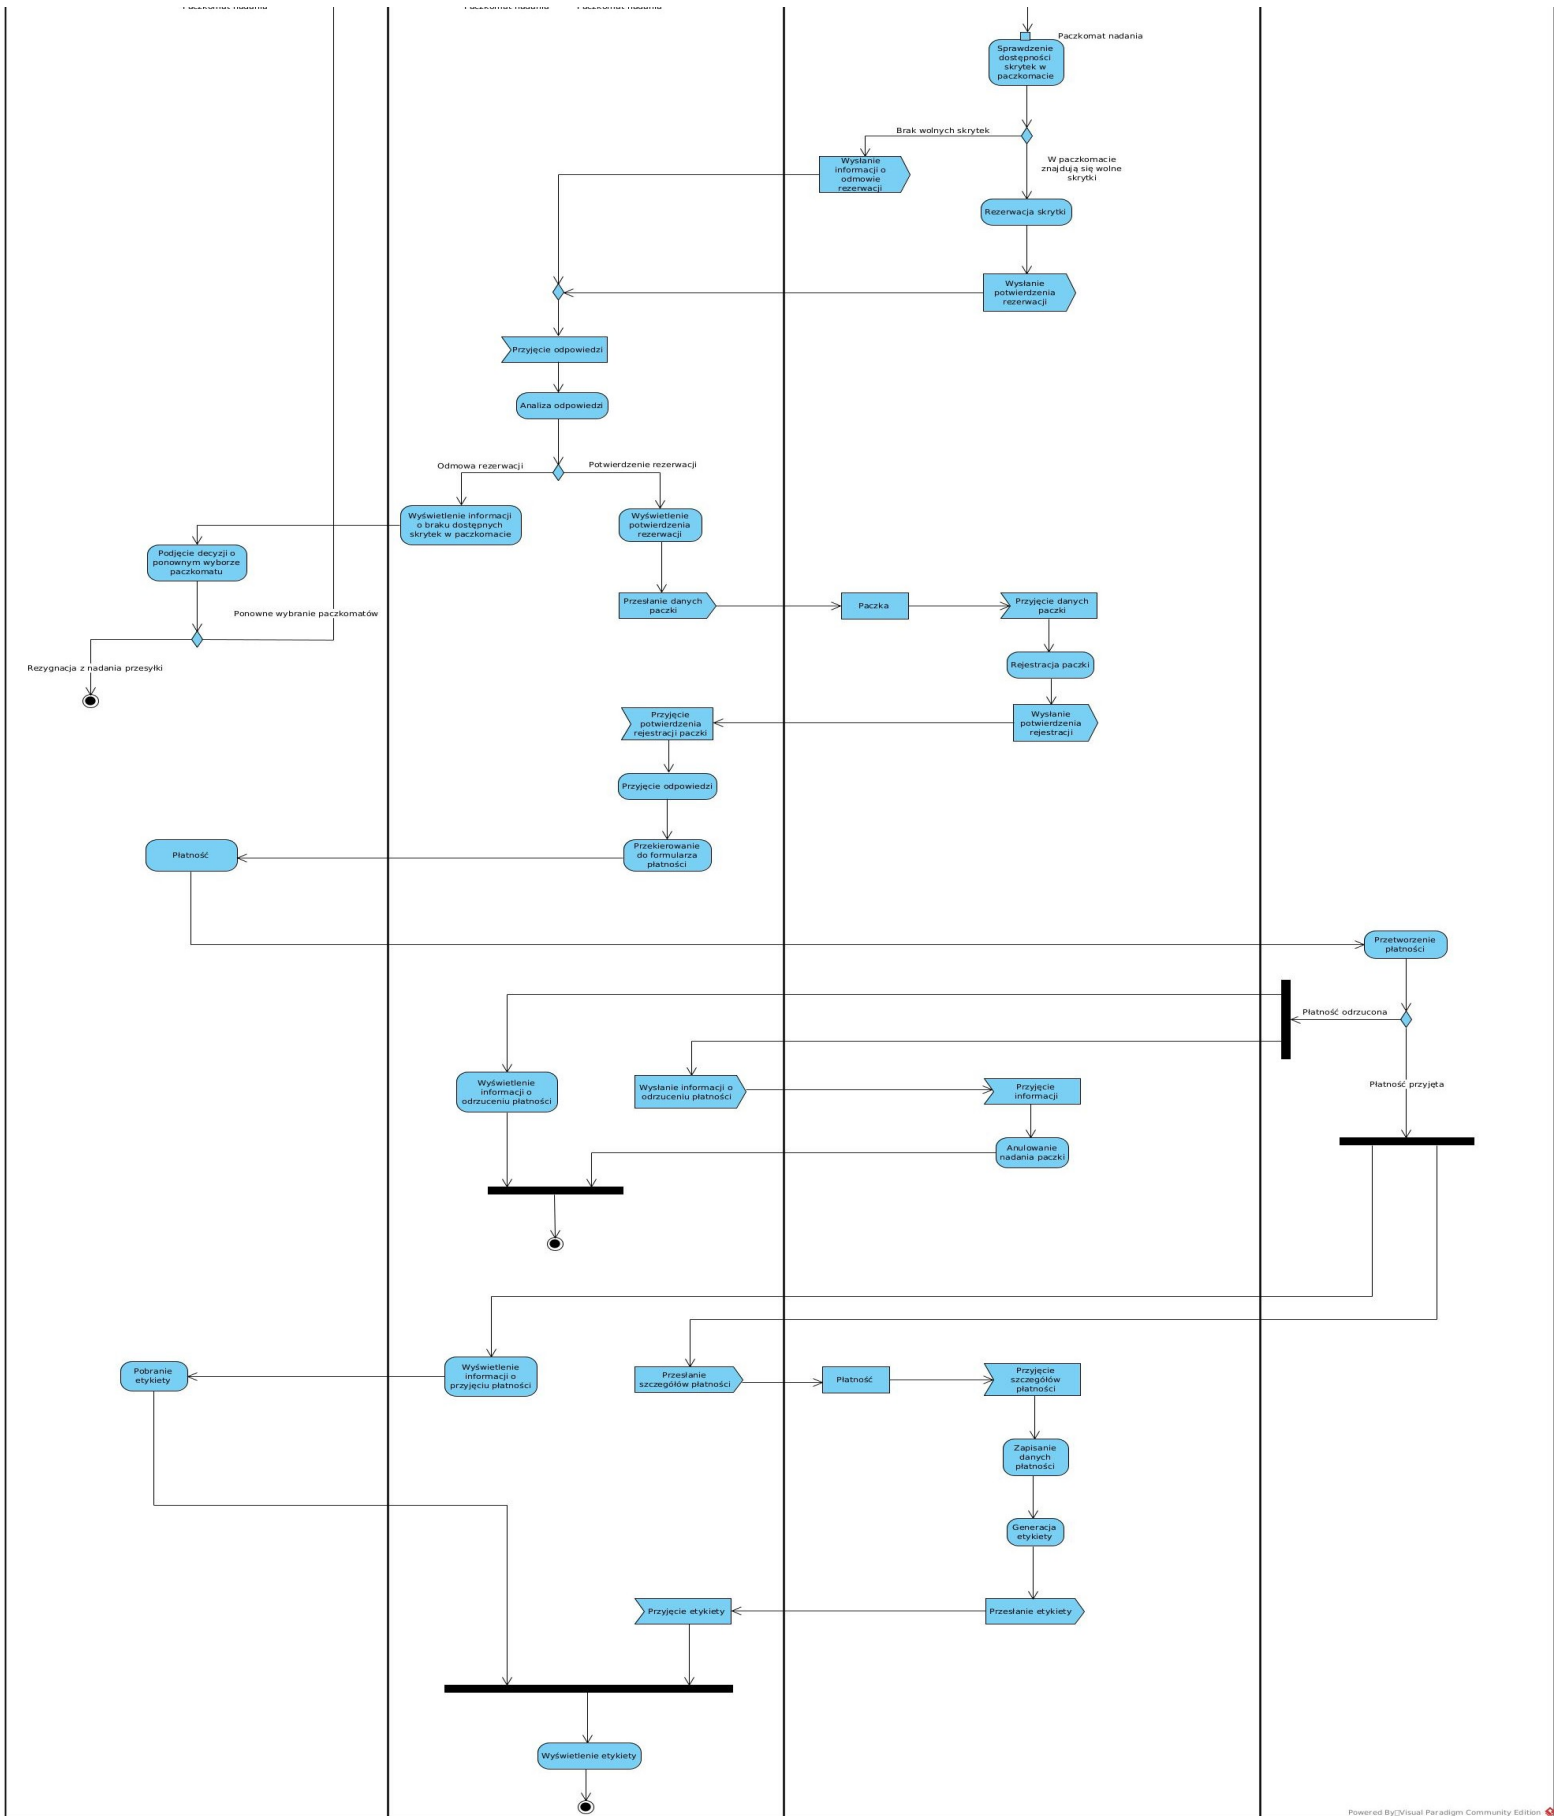 Paczkomat nadania
Paczkomat nadania
Paczkomat nadania
Paczkomat nadania
Sprawdzenie
dostępności
skrytek w
paczkomacie
Brak wolnych skrytek
W paczkomacie
znajdują się wolne
skrytki
Wysłanie
informacji o
odmowie
rezerwacji
Rezerwacja skrytki
Wysłanie
potwierdzenia
rezerwacji
Przyjęcie odpowiedzi
Analiza odpowiedzi
Odmowa rezerwacji
Potwierdzenie rezerwacji
Wyświetlenie informacji
o braku dostępnych
skrytek w paczkomacie
Wyświetlenie
potwierdzenia
rezerwacji
Podjęcie decyzji o
ponownym wyborze
paczkomatu
Przesłanie danych
paczki
Paczka
Przyjęcie danych
paczki
Ponowne wybranie paczkomatów
Rezygnacja z nadania przesyłki
Rejestracja paczki
Przyjęcie
potwierdzenia
rejestracji paczki
Wysłanie
potwierdzenia
rejestracji
Przyjęcie odpowiedzi
Płatność
Przekierowanie
do formularza
płatności
Przetworzenie
płatności
Płatność odrzucona
Płatność przyjęta
Wyświetlenie
informacji o
odrzuceniu płatności
Wysłanie informacji o
odrzuceniu płatności
Przyjęcie
informacji
Anulowanie
nadania paczki
Pobranie
etykiety
Wyświetlenie
informacji o
przyjęciu płatności
Przesłanie
szczegółów płatności
Płatność
Przyjęcie
szczegółów
płatności
Zapisanie
danych
płatności
Generacja
etykiety
Przyjęcie etykiety
Przesłanie etykiety
Wyświetlenie etykiety
Powered By Visual Paradigm Community Edition